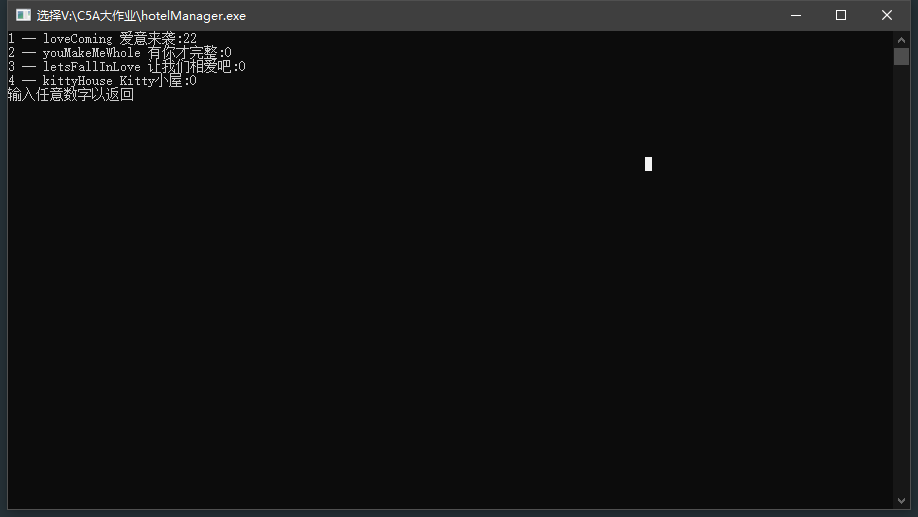 选择V:\C5A大作业\hotelManager.exe
1 — loveComing 爱意来袭:22
2 — youMakeMeWhole 有你才完整:0
3 — letsFallInLove 让我们相爱吧:0
4 — kittyHouse Kitty小屋:0
输入任意数字以返回